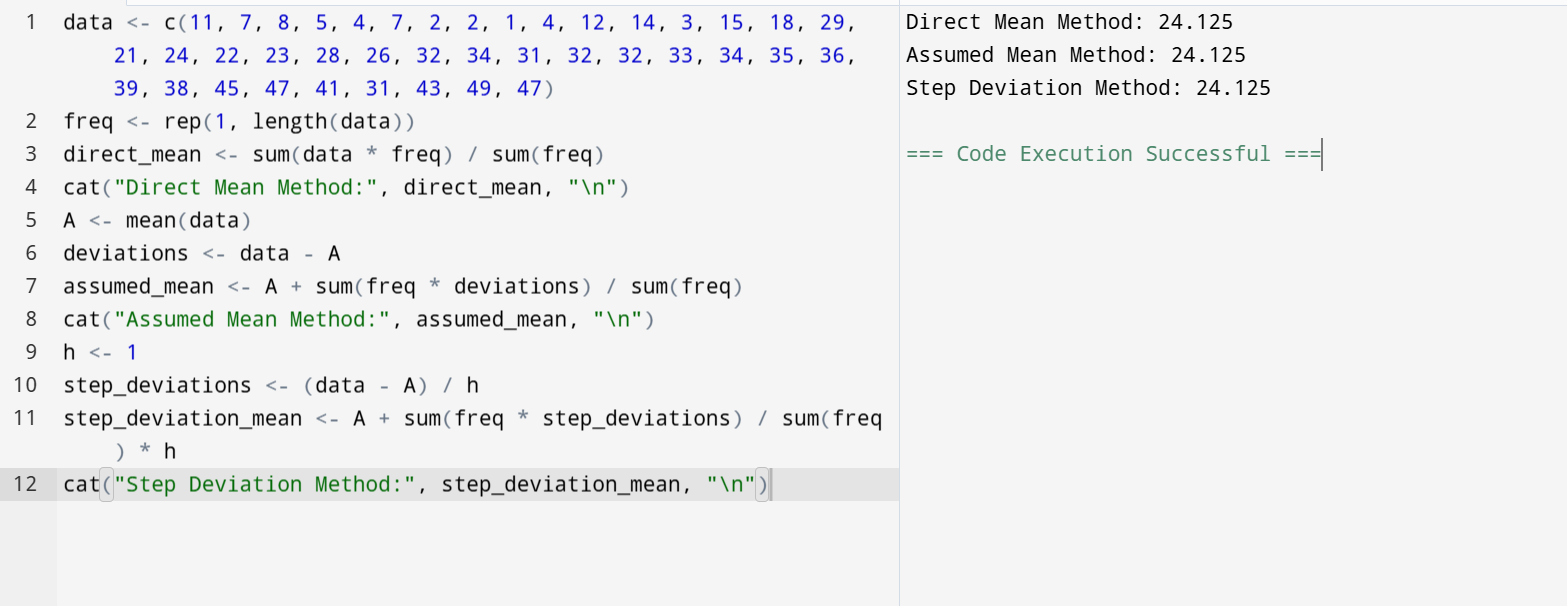 1 data <- c(11, 7, 8, 5, 4, 7, 2, 2, 1, 4, 12, 14, 3, 15, 18, 29,
21, 24, 22, 23, 28, 26, 32, 34, 31, 32, 32, 33, 34, 35, 36,
39, 38, 45, 47, 41, 31, 43, 49, 47)
2 freq <- rep(1, length(data))
3 direct_mean <- sum(data * freq) / sum(freq)
4 cat("Direct Mean Method:", direct_mean, "\n")
5 A <- mean(data)
6 deviations <- data - A
7 assumed_mean <- A + sum(freq * deviations) / sum(freq)
8 cat("Assumed Mean Method:", assumed_mean, "\n")
9 h <- 1
10 step_deviations <- (data - A) / h
11 step_deviation_mean <- A + sum(freq * step_deviations) / sum(freq
) * h
12 cat("Step Deviation Method:", step_deviation_mean, "\n")
Direct Mean Method: 24.125
Assumed Mean Method: 24.125
Step Deviation Method: 24.125
=== Code Execution Successful ===